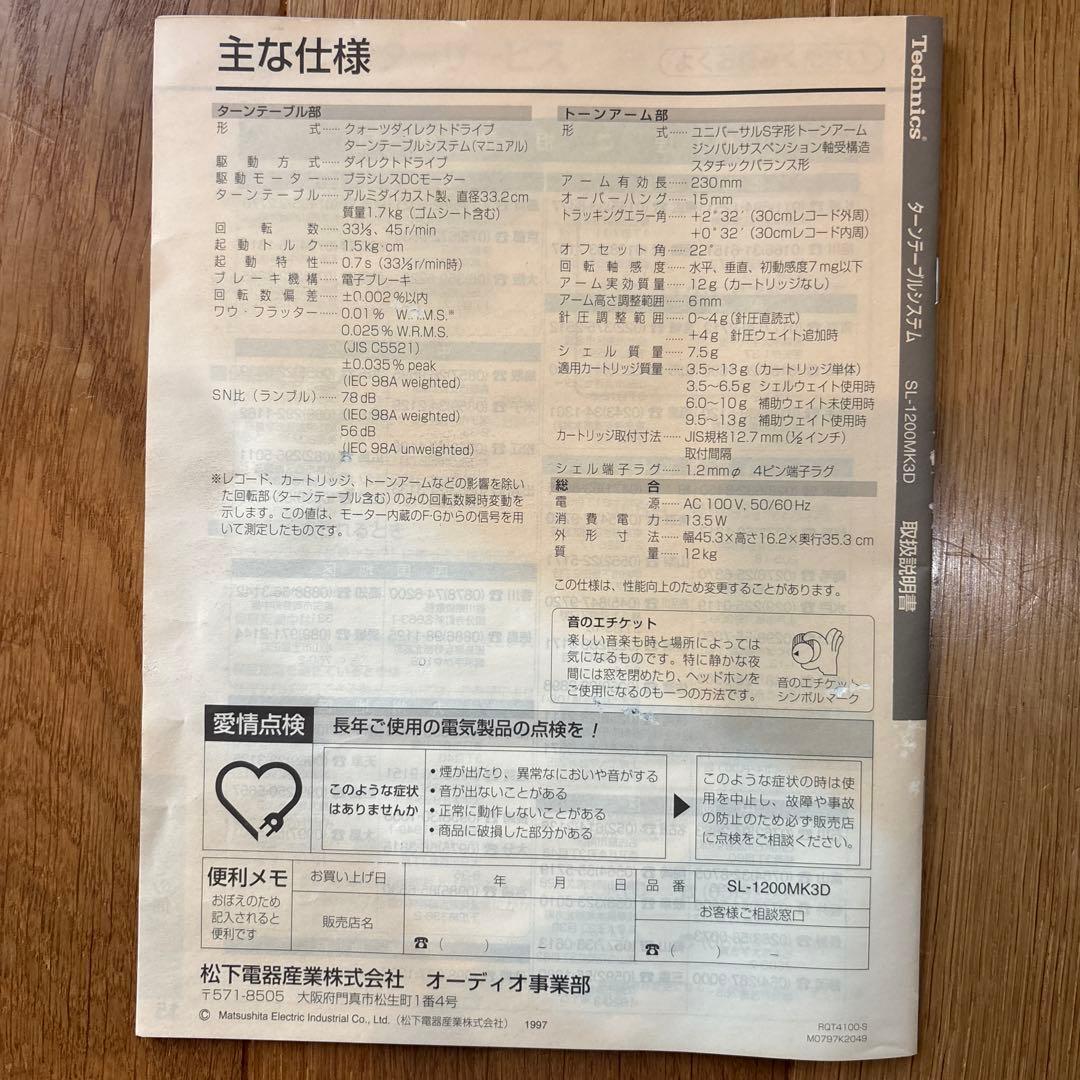 主な仕様
ターンテーブル部
形 式…… クォーツダイレクトドライブ
ターンテーブルシステム(マニュアル)
駆動方式…… ダイレクトドライブ
駆動モーター…… ブラシレスDCモーター
ターンテーブル…… アルミダイカスト製、直径33.2cm
質量1.7kg(ゴムシート含む)
回 転 数…… 33⅓、45r/min
起動トルク…… 1.5kg·cm
起動特性…… 0.7s(33⅓r/min時)
ブレーキ機構…… 電子ブレーキ
回転数偏差…… ±0.002%以内
ワウ・フラッター…… 0.01% W.R.M.S.※
0.025% W.R.M.S.
(JIS C5521)
±0.035% peak
(IEC 98A weighted)
SN比(ランブル)…… 78dB
(IEC 98A weighted)
56dB
(IEC 98A unweighted)
※レコード、カートリッジ、トーンアームなどの影響を除い
た回転部(ターンテーブル含む)のみの回転数瞬時変動を
示します。この値は、モーター内蔵のF·Gからの信号を用
いて測定したものです。
トーンアーム部
形 式…… ユニバーサルS字形トーンアーム
ジンバルサスペンション軸受構造
スタチックバランス形
アーム有効長…… 230mm
オーバーハング…… 15mm
トラッキングエラー角…… +2°32′(30cmレコード外周)
+0°32′(30cmレコード内周)
オフセット角…… 22°
回転軸感度…… 水平、垂直、初動感度7mg以下
アーム実効質量…… 12g(カートリッジなし)
アーム高さ調整範囲…… 6mm
針圧調整範囲…… 0〜4g(針圧直読式)
+4g 針圧ウェイト追加時
シェル質量…… 7.5g
適用カートリッジ質量…… 3.5〜13g(カートリッジ単体)
3.5〜6.5g シェルウェイト使用時
6.0〜10g 補助ウェイト未使用時
9.5〜13g 補助ウェイト使用時
カートリッジ取付寸法…… JIS規格12.7mm(½インチ)
取付間隔
シェル端子ラグ…… 1.2mmφ 4ピン端子ラグ
総 合
電 源…… AC 100V, 50/60Hz
消費電力…… 13.5W
外形寸法…… 幅45.3×高さ16.2×奥行35.3cm
質 量…… 12kg
この仕様は、性能向上のため変更することがあります。
音のエチケット
楽しい音楽も時と場所によっては
気になるものです。特に静かな夜
間には窓を閉めたり、ヘッドホンを
ご使用になるのも一つの方法です。
音のエチケット
シンボルマーク
愛情点検
長年ご使用の電気製品の点検を!
このような症状
はありませんか
•煙が出たり、異常なにおいや音がする
•音が出ないことがある
•正常に動作しないことがある
•商品に破損した部分がある
このような症状の時は使
用を中止し、故障や事故
の防止のため必ず販売店
に点検をご相談ください。
便利メモ
おぼえのため
記入されると
便利です
お買い上げ日 年 月 日
品 番 SL-1200MK3D
販売店名
☎( ) –
お客様ご相談窓口
☎( ) –
松下電器産業株式会社 オーディオ事業部
〒571-8505 大阪府門真市松生町1番4号
© Matsushita Electric Industrial Co., Ltd.(松下電器産業株式会社) 1997
RQT4100-S
M0797K2049
Technics®
ターンテーブルシステム
SL-1200MK3D
取扱説明書